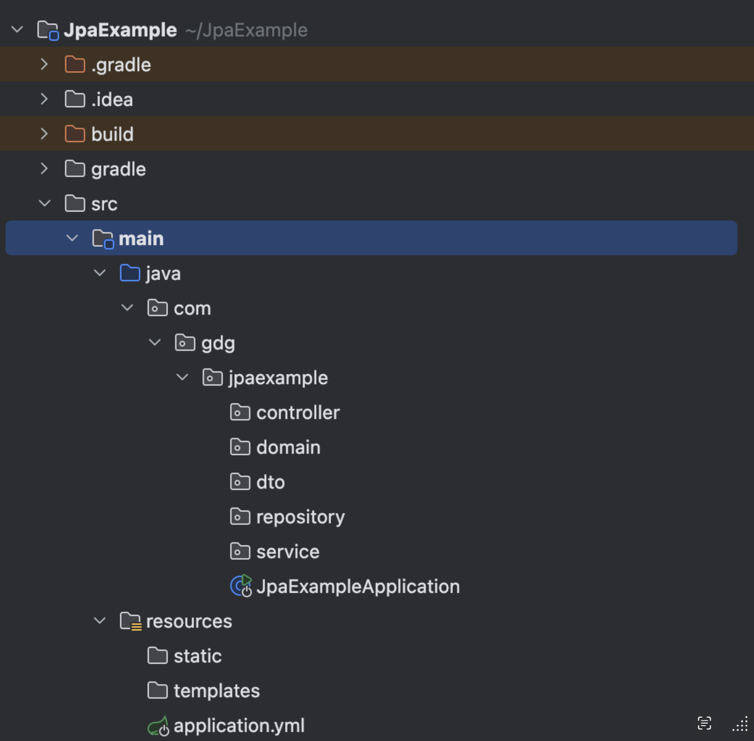 JpaExample ~/JpaExample
.gradle
.idea
build
gradle
src
main
java
com
gdg
jpaexample
controller
domain
dto
repository
service
JpaExampleApplication
resources
static
templates
application.yml